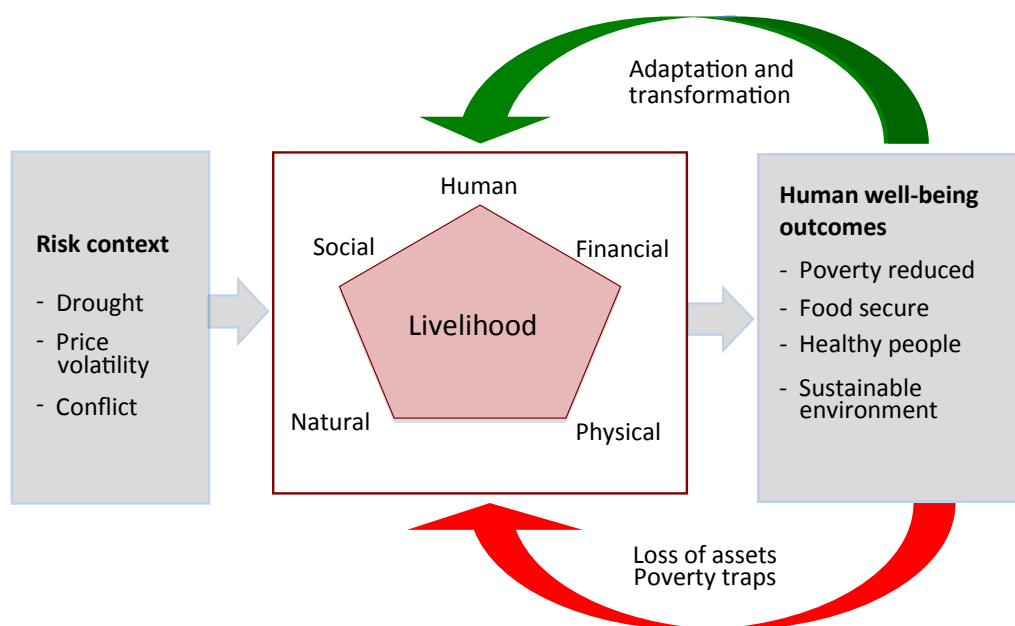 Adaptation and
transformation
Risk context
- Drought
- Price
volatility
- Conflict
Human
Social
Financial
Livelihood
Natural
Physical
Human well-being
outcomes
- Poverty reduced
- Food secure
- Healthy people
- Sustainable
environment
Loss of assets
Poverty traps